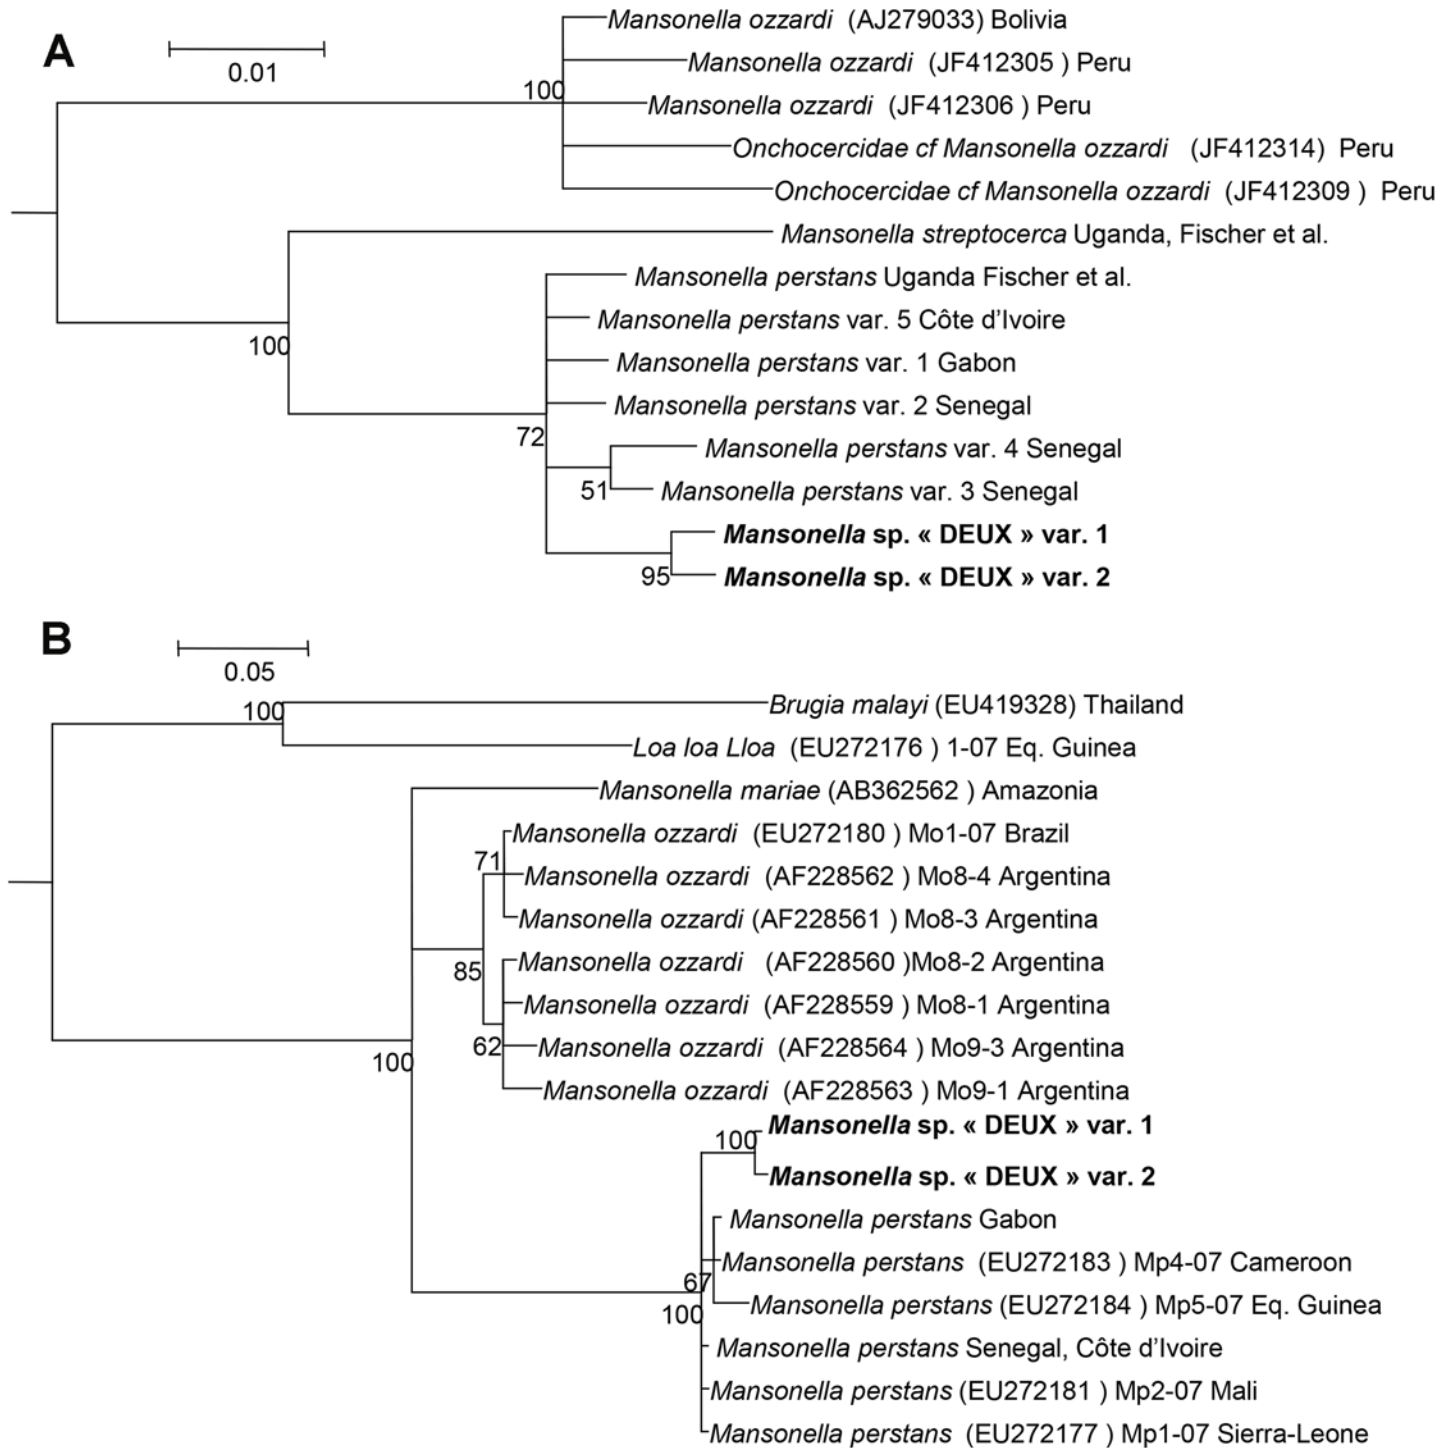 A
0.01
Mansonella ozzardi (AJ279033) Bolivia
Mansonella ozzardi (JF412305 ) Peru
100
Mansonella ozzardi (JF412306 ) Peru
Onchocercidae cf Mansonella ozzardi (JF412314) Peru
Onchocercidae cf Mansonella ozzardi (JF412309 ) Peru
Mansonella streptocerca Uganda, Fischer et al.
Mansonella perstans Uganda Fischer et al.
Mansonella perstans var. 5 Côte d’Ivoire
100
Mansonella perstans var. 1 Gabon
Mansonella perstans var. 2 Senegal
72
Mansonella perstans var. 4 Senegal
51
Mansonella perstans var. 3 Senegal
Mansonella sp. « DEUX » var. 1
95
Mansonella sp. « DEUX » var. 2
B
0.05
100
Brugia malayi (EU419328) Thailand
Loa loa Lloa (EU272176 ) 1-07 Eq. Guinea
Mansonella mariae (AB362562 ) Amazonia
Mansonella ozzardi (EU272180 ) Mo1-07 Brazil
71
Mansonella ozzardi (AF228562 ) Mo8-4 Argentina
Mansonella ozzardi (AF228561 ) Mo8-3 Argentina
Mansonella ozzardi (AF228560 )Mo8-2 Argentina
85
Mansonella ozzardi (AF228559 ) Mo8-1 Argentina
62
Mansonella ozzardi (AF228564 ) Mo9-3 Argentina
100
Mansonella ozzardi (AF228563 ) Mo9-1 Argentina
Mansonella sp. « DEUX » var. 1
100
Mansonella sp. « DEUX » var. 2
Mansonella perstans Gabon
Mansonella perstans (EU272183 ) Mp4-07 Cameroon
67
Mansonella perstans (EU272184 ) Mp5-07 Eq. Guinea
100
Mansonella perstans Senegal, Côte d’Ivoire
Mansonella perstans (EU272181 ) Mp2-07 Mali
Mansonella perstans (EU272177 ) Mp1-07 Sierra-Leone